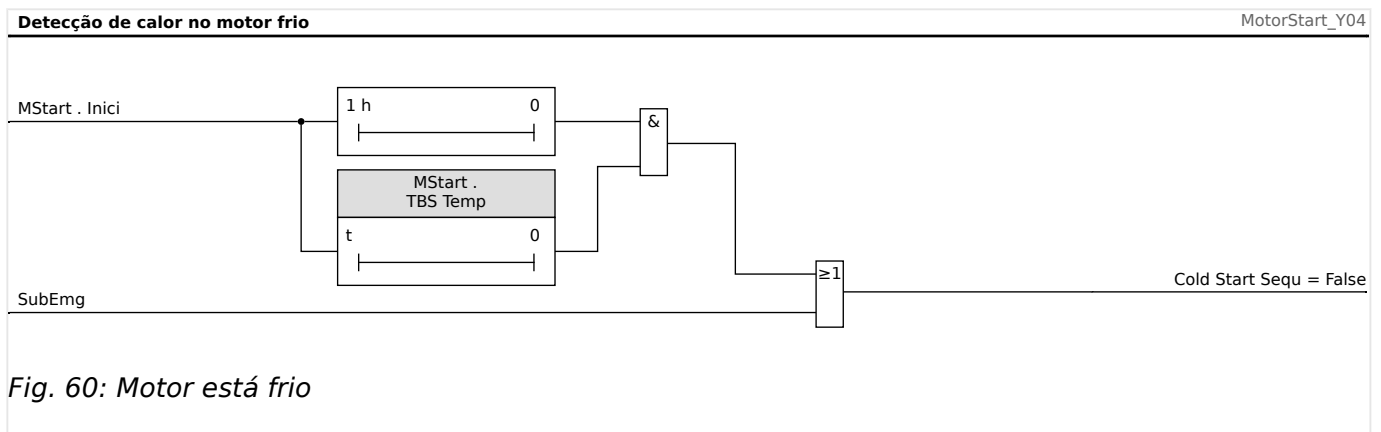 Detecção de calor no motor frio
MotorStart_Y04
MStart . Inici
1 h 0
&
MStart .
TBS Temp
t 0
≥1
Cold Start Sequ = False
SubEmg
Fig. 60: Motor está frio